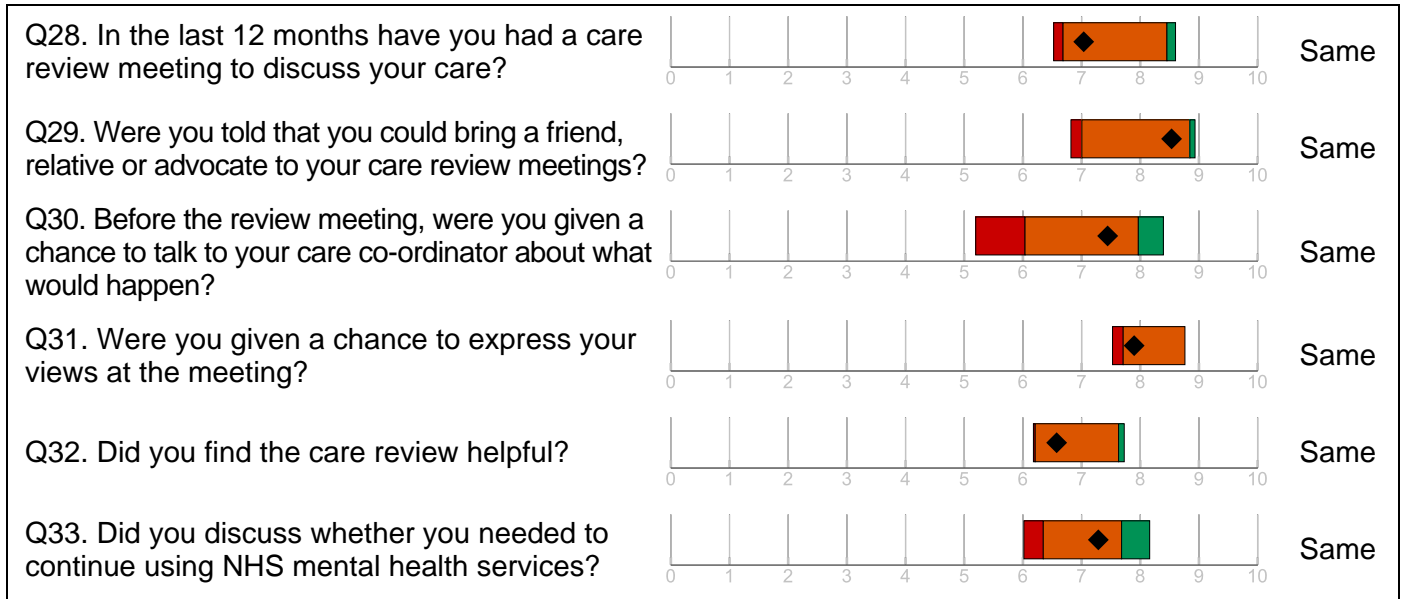 Q28. In the last 12 months have you had a care
review meeting to discuss your care?
0 1 2 3 4 5 6 7 8 9 10
Same
Q29. Were you told that you could bring a friend,
relative or advocate to your care review meetings?
0 1 2 3 4 5 6 7 8 9 10
Same
Q30. Before the review meeting, were you given a
chance to talk to your care co-ordinator about what
would happen?
0 1 2 3 4 5 6 7 8 9 10
Same
Q31. Were you given a chance to express your
views at the meeting?
0 1 2 3 4 5 6 7 8 9 10
Same
Q32. Did you find the care review helpful?
0 1 2 3 4 5 6 7 8 9 10
Same
Q33. Did you discuss whether you needed to
continue using NHS mental health services?
0 1 2 3 4 5 6 7 8 9 10
Same